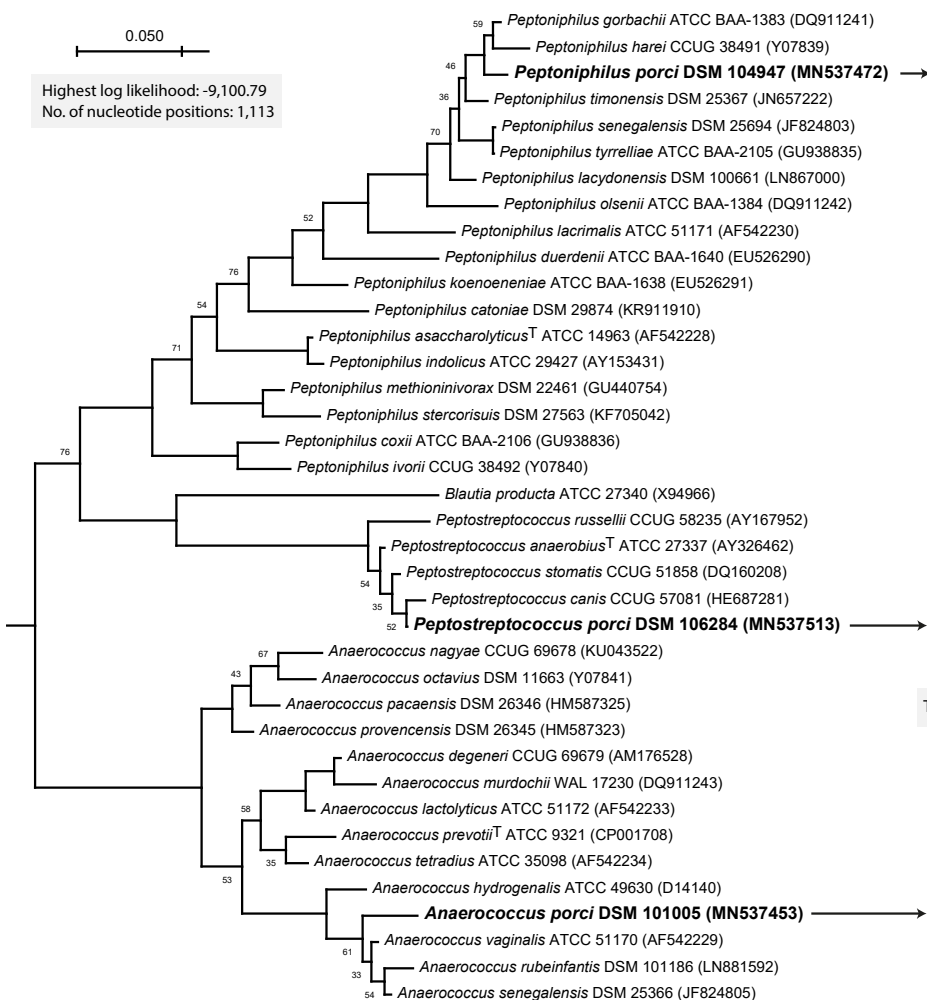 0.050
Highest log likelihood: -9,100.79
No. of nucleotide positions: 1,113
59
Peptoniphilus gorbachii ATCC BAA-1383 (DQ911241)
Peptoniphilus harei CCUG 38491 (Y07839)
46
Peptoniphilus porci DSM 104947 (MN537472)
36
Peptoniphilus timonensis DSM 25367 (JN657222)
Peptoniphilus senegalensis DSM 25694 (JF824803)
70
Peptoniphilus tyrrelliae ATCC BAA-2105 (GU938835)
Peptoniphilus lacydonensis DSM 100661 (LN867000)
Peptoniphilus olsenii ATCC BAA-1384 (DQ911242)
52
Peptoniphilus lacrimalis ATCC 51171 (AF542230)
Peptoniphilus duerdenii ATCC BAA-1640 (EU526290)
76
Peptoniphilus koenoeneniae ATCC BAA-1638 (EU526291)
54
Peptoniphilus catoniae DSM 29874 (KR911910)
Peptoniphilus asaccharolyticusT ATCC 14963 (AF542228)
71
Peptoniphilus indolicus ATCC 29427 (AY153431)
Peptoniphilus methioninivorax DSM 22461 (GU440754)
Peptoniphilus stercorisuis DSM 27563 (KF705042)
Peptoniphilus coxii ATCC BAA-2106 (GU938836)
76
Peptoniphilus ivorii CCUG 38492 (Y07840)
Blautia producta ATCC 27340 (X94966)
Peptostreptococcus russellii CCUG 58235 (AY167952)
Peptostreptococcus anaerobiusT ATCC 27337 (AY326462)
54
Peptostreptococcus stomatis CCUG 51858 (DQ160208)
35
Peptostreptococcus canis CCUG 57081 (HE687281)
52
Peptostreptococcus porci DSM 106284 (MN537513)
67
Anaerococcus nagyae CCUG 69678 (KU043522)
43
Anaerococcus octavius DSM 11663 (Y07841)
Anaerococcus pacaensis DSM 26346 (HM587325)
T
Anaerococcus provencensis DSM 26345 (HM587323)
Anaerococcus degeneri CCUG 69679 (AM176528)
Anaerococcus murdochii WAL 17230 (DQ911243)
58
Anaerococcus lactolyticus ATCC 51172 (AF542233)
Anaerococcus prevotiiT ATCC 9321 (CP001708)
35
Anaerococcus tetradius ATCC 35098 (AF542234)
53
Anaerococcus hydrogenalis ATCC 49630 (D14140)
Anaerococcus porci DSM 101005 (MN537453)
Anaerococcus vaginalis ATCC 51170 (AF542229)
61
Anaerococcus rubeinfantis DSM 101186 (LN881592)
33
Anaerococcus senegalensis DSM 25366 (JF824805)
54